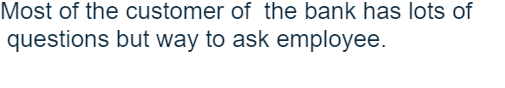 Most of the customer of  the bank has lots of
questions but way to ask employee.